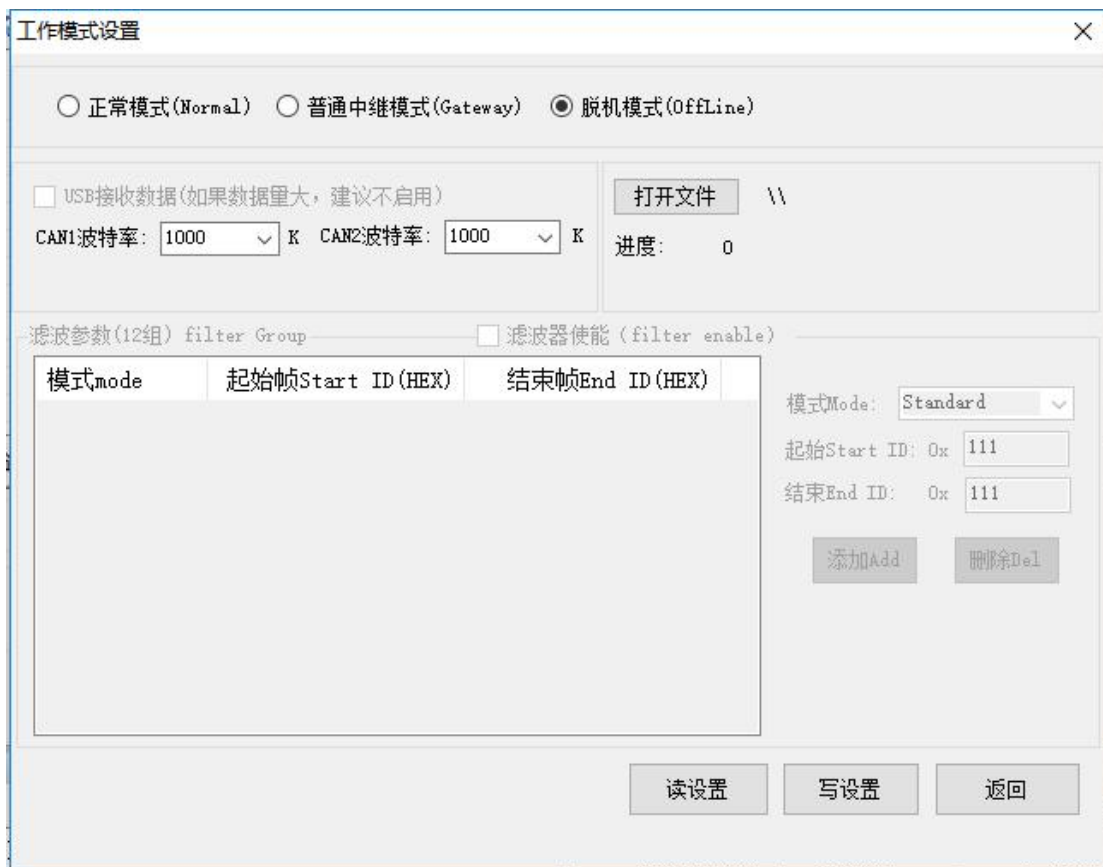 工作模式设置
正常模式(Normal) 普通中继模式(Gateway) 脱机模式(OffLine)
USB接收数据(如果数据量大，建议不启用)
CAN1波特率: 1000 K CAN2波特率: 1000 K
打开文件 \\
进度: 0
滤波参数(12组) filter Group 滤波器使能 (filter enable)
模式mode 起始帧Start ID(HEX) 结束帧End ID(HEX)
模式Mode: Standard
起始Start ID: 0x 111
结束End ID: 0x 111
添加Add 删除Del
读设置 写设置 返回